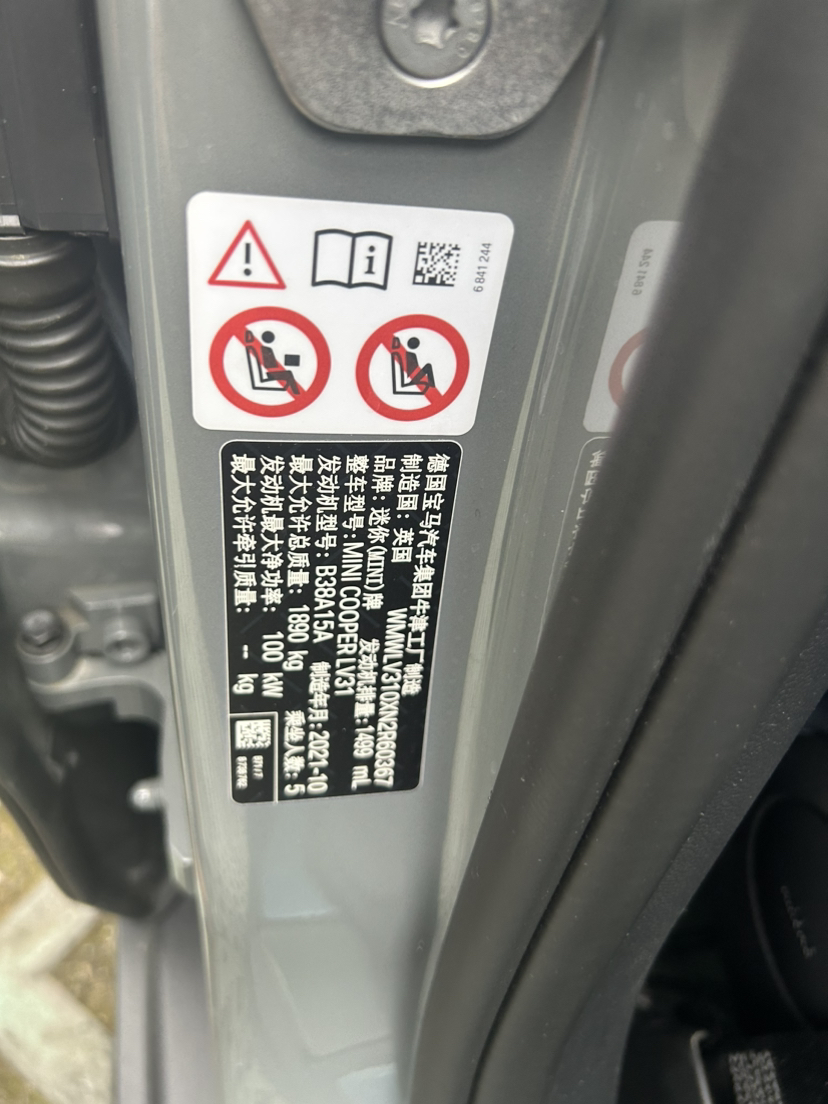 6 841 244
德国宝马汽车集团牛津工厂制造
制造国：英国 WMWLV310XN2R60367
品牌：迷你(MINI)牌 发动机排量：1499 mL
整车型号：MINI COOPER LV31
发动机型号：B38A15A 制造年月：2021-10
最大允许总质量：1890 kg 乘坐人数：5
发动机最大净功率：100 kW
最大允许牵引质量：-- kg